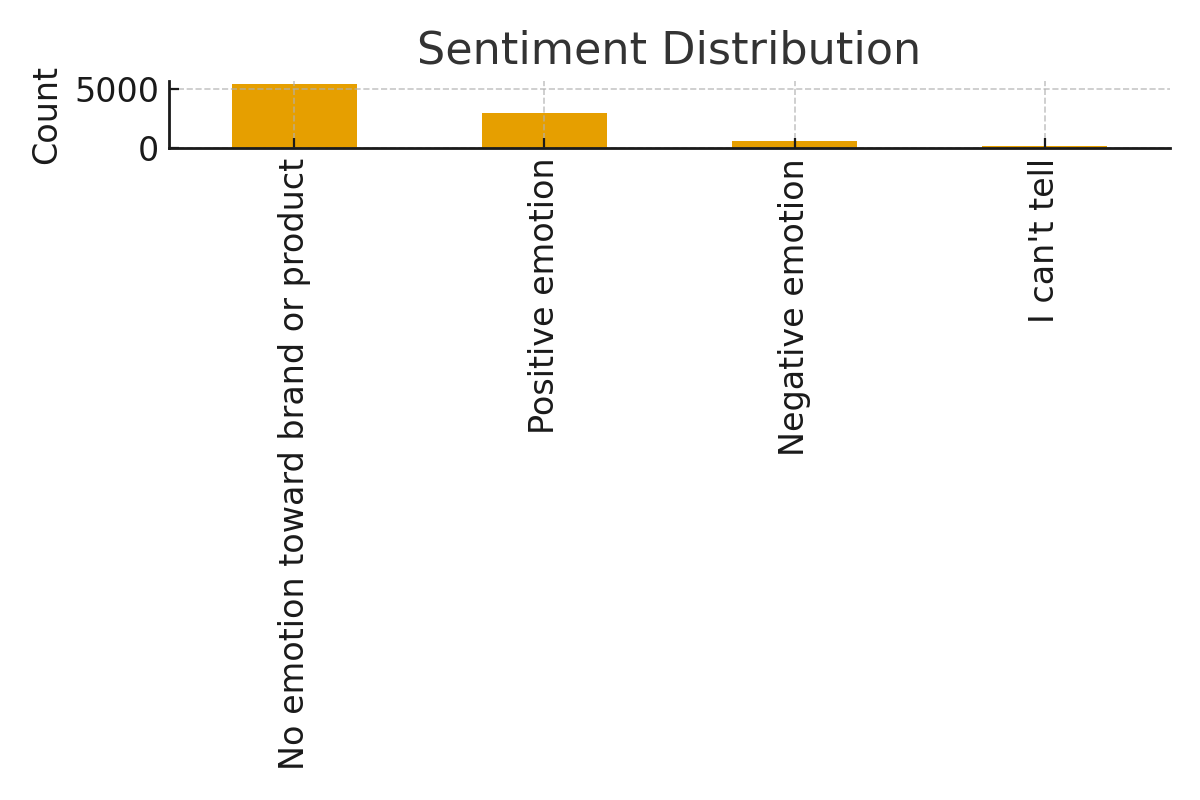 Sentiment Distribution
Count
5000
0
No emotion toward brand or product
Positive emotion
Negative emotion
I can't tell